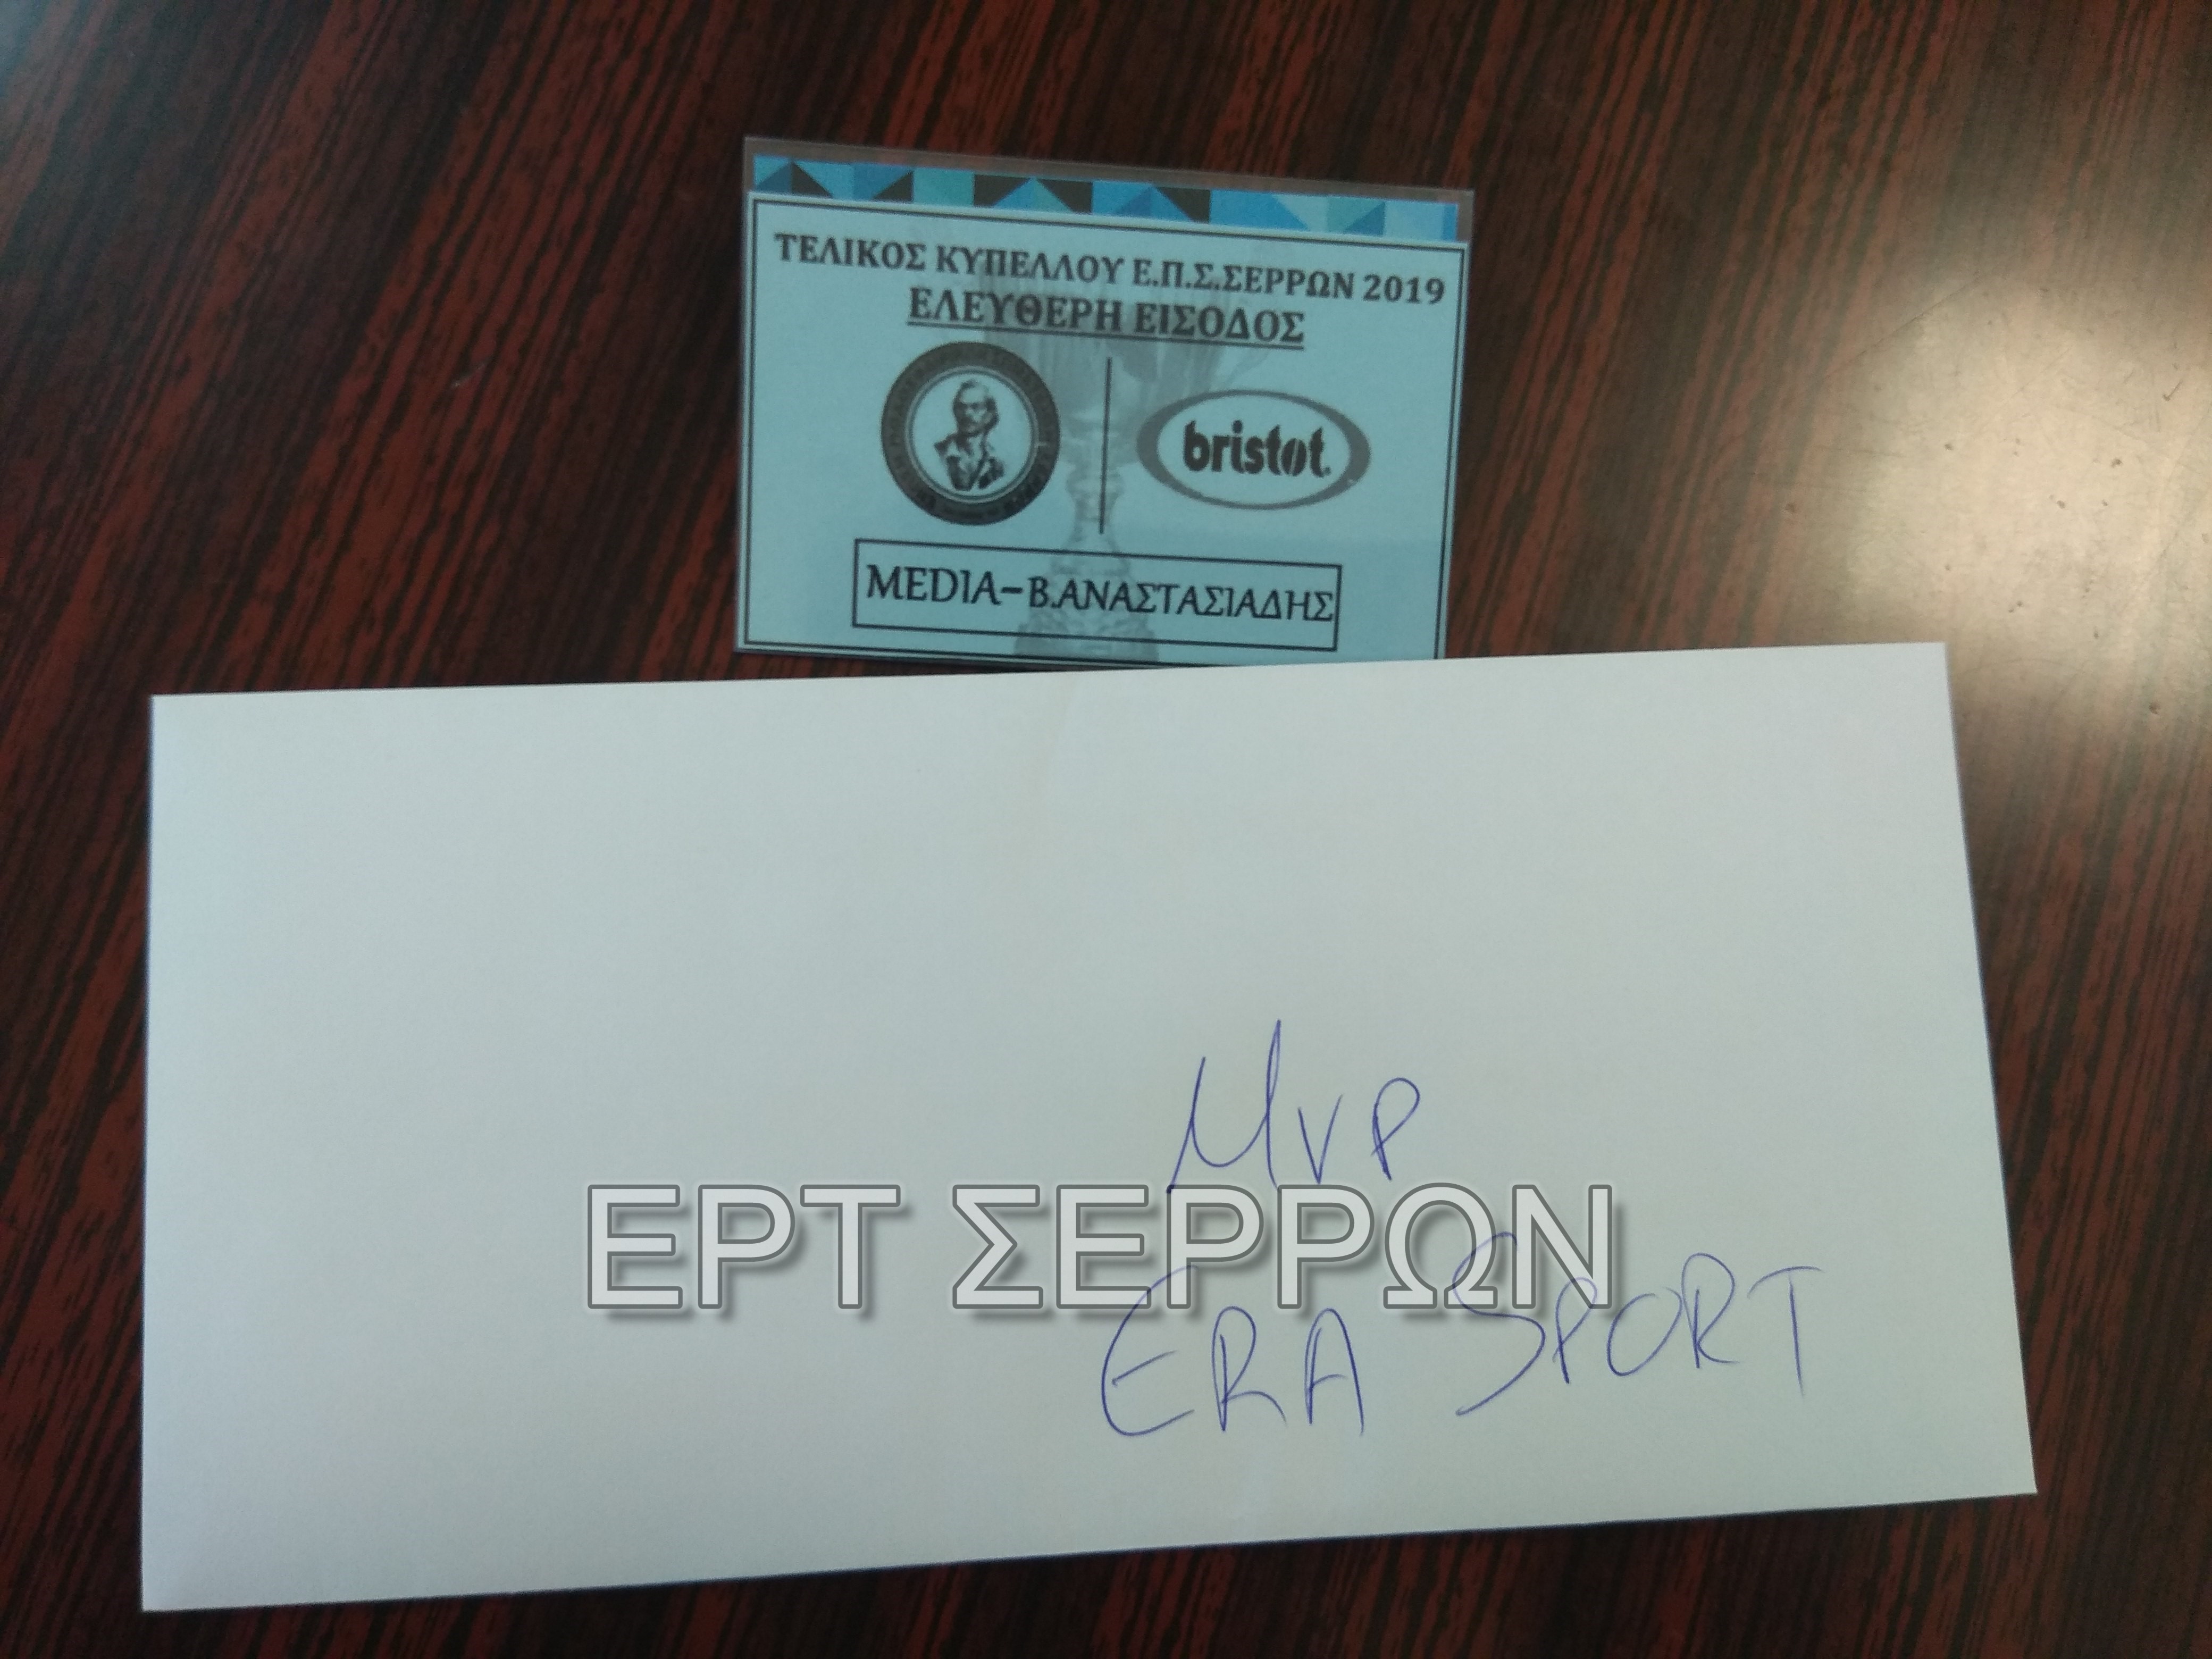 ΤΕΛΙΚΟΣ ΚΥΠΕΛΛΟΥ Ε.Π.Σ.ΣΕΡΡΩΝ 2019
ΕΛΕΥΘΕΡΗ ΕΙΣΟΔΟΣ
bristot.
MEDIA-Β.ΑΝΑΣΤΑΣΙΑΔΗΣ
MVP
ΕΡΤ ΣΕΡΡΩΝ
ERA SPORT